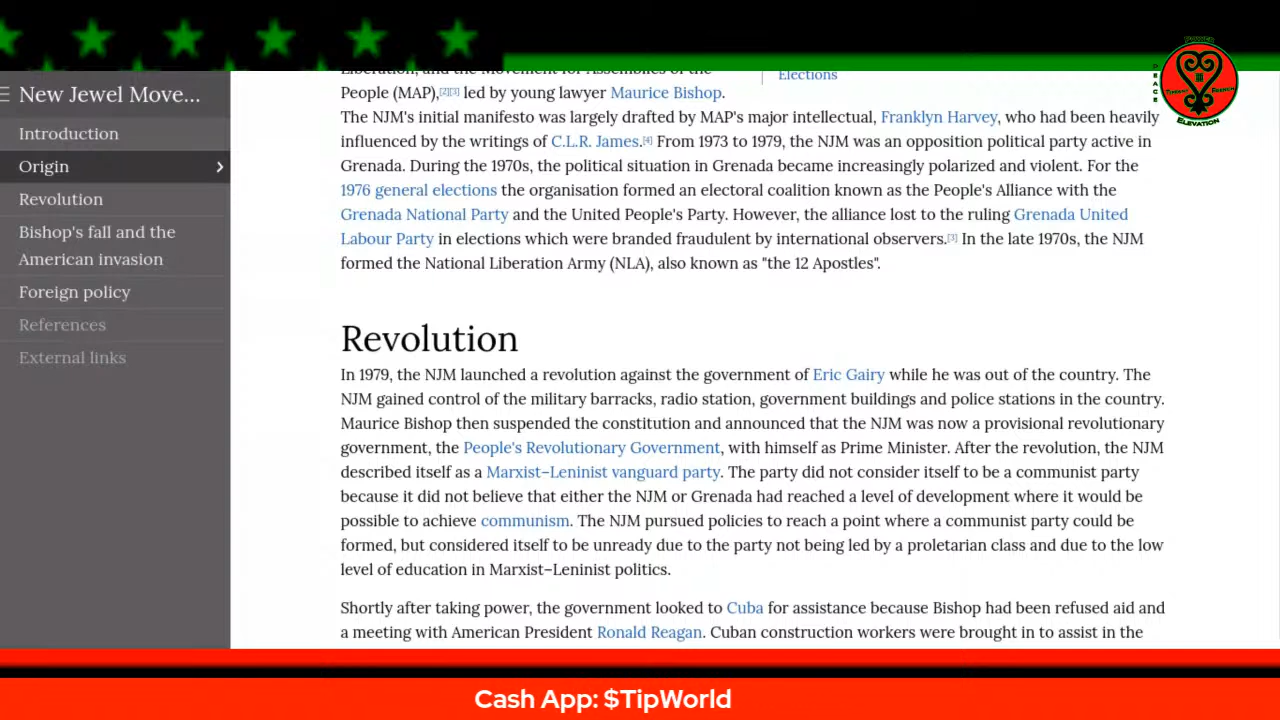 New Jewel Move...
Introduction
Origin
Revolution
Bishop's fall and the
American invasion
Foreign policy
References
External links
Liberation, and the Movement for Assemblies of the
People (MAP),[2][3] led by young lawyer Maurice Bishop.
Elections
The NJM's initial manifesto was largely drafted by MAP's major intellectual, Franklyn Harvey, who had been heavily
influenced by the writings of C.L.R. James.[4] From 1973 to 1979, the NJM was an opposition political party active in
Grenada. During the 1970s, the political situation in Grenada became increasingly polarized and violent. For the
1976 general elections the organisation formed an electoral coalition known as the People's Alliance with the
Grenada National Party and the United People's Party. However, the alliance lost to the ruling Grenada United
Labour Party in elections which were branded fraudulent by international observers.[3] In the late 1970s, the NJM
formed the National Liberation Army (NLA), also known as "the 12 Apostles".
Revolution
In 1979, the NJM launched a revolution against the government of Eric Gairy while he was out of the country. The
NJM gained control of the military barracks, radio station, government buildings and police stations in the country.
Maurice Bishop then suspended the constitution and announced that the NJM was now a provisional revolutionary
government, the People's Revolutionary Government, with himself as Prime Minister. After the revolution, the NJM
described itself as a Marxist–Leninist vanguard party. The party did not consider itself to be a communist party
because it did not believe that either the NJM or Grenada had reached a level of development where it would be
possible to achieve communism. The NJM pursued policies to reach a point where a communist party could be
formed, but considered itself to be unready due to the party not being led by a proletarian class and due to the low
level of education in Marxist–Leninist politics.
Shortly after taking power, the government looked to Cuba for assistance because Bishop had been refused aid and
a meeting with American President Ronald Reagan. Cuban construction workers were brought in to assist in the
POWER
PEACE
ELEVATION
Cash App: $TipWorld